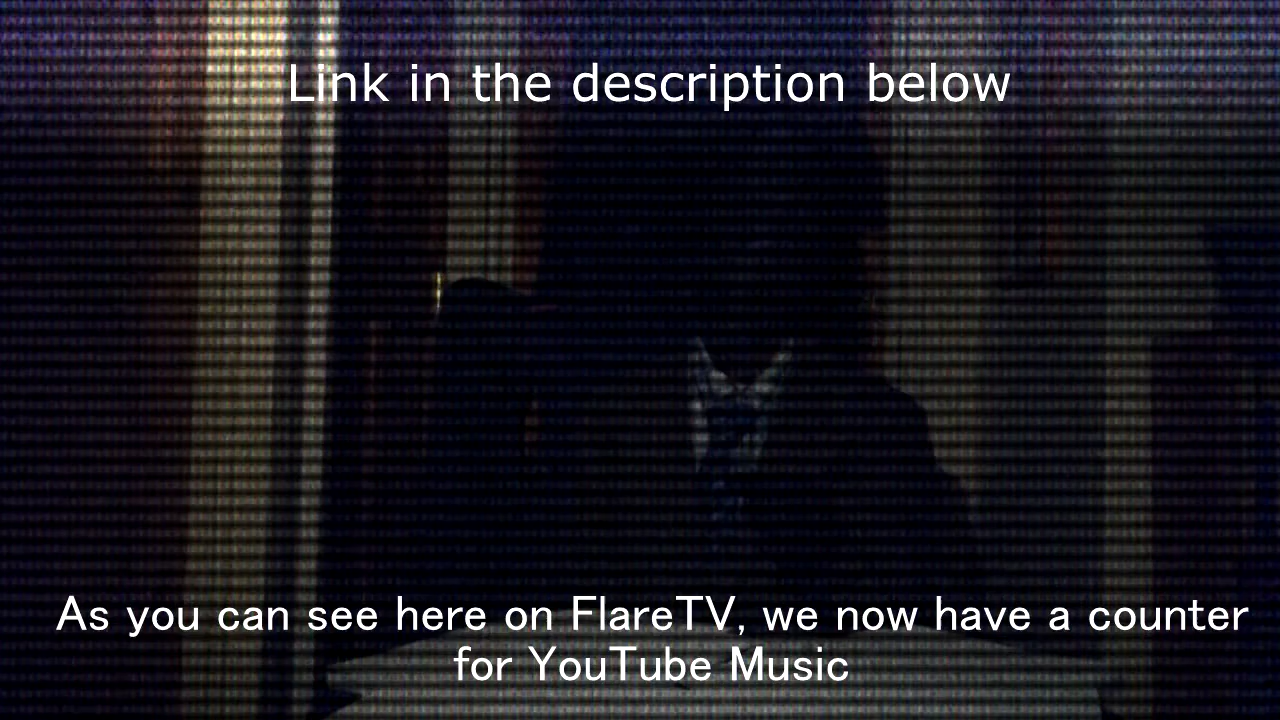 Link in the description below
As you can see here on FlareTV, we now have a counter
for YouTube Music